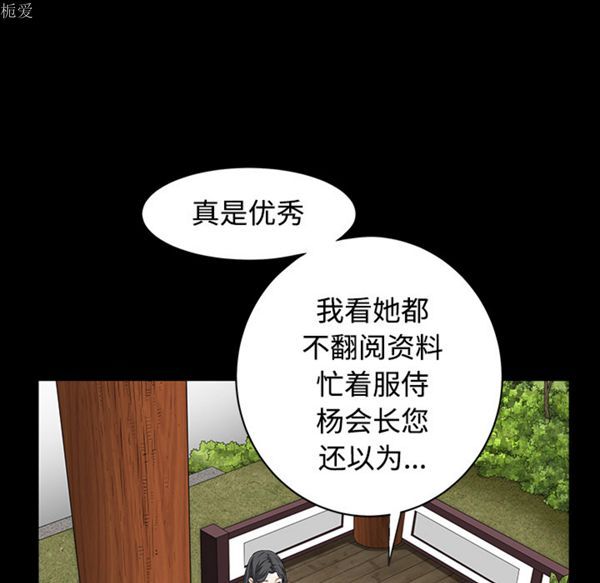 栀爱
真是优秀
我看她都
不翻阅资料
忙着服侍
杨会长您
还以为...